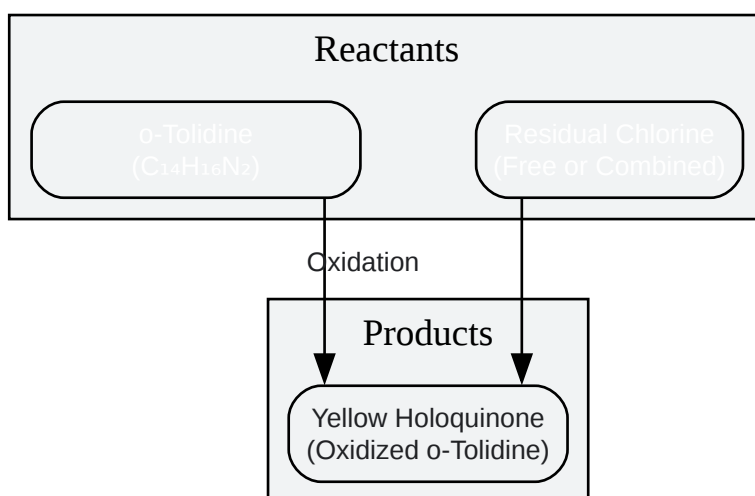 Reactants
o-Tolidine
(C₁₄H₁₆N₂)
Residual Chlorine
(Free or Combined)
Oxidation
Products
Yellow Holoquinone
(Oxidized o-Tolidine)